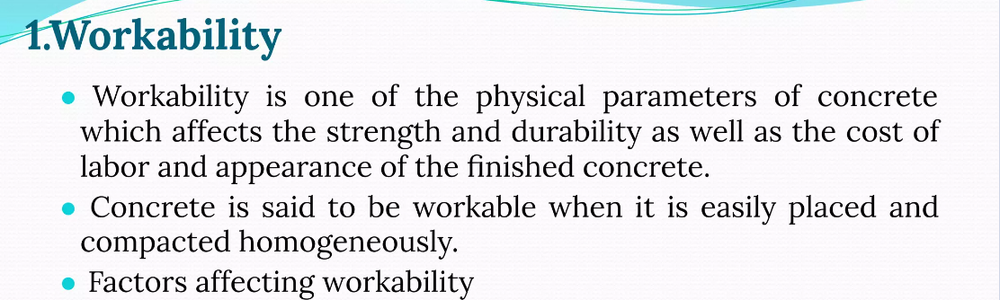 1.Workability
• Workability is one of the physical parameters of concrete
which affects the strength and durability as well as the cost of
labor and appearance of the finished concrete.
• Concrete is said to be workable when it is easily placed and
compacted homogeneously.
• Factors affecting workability